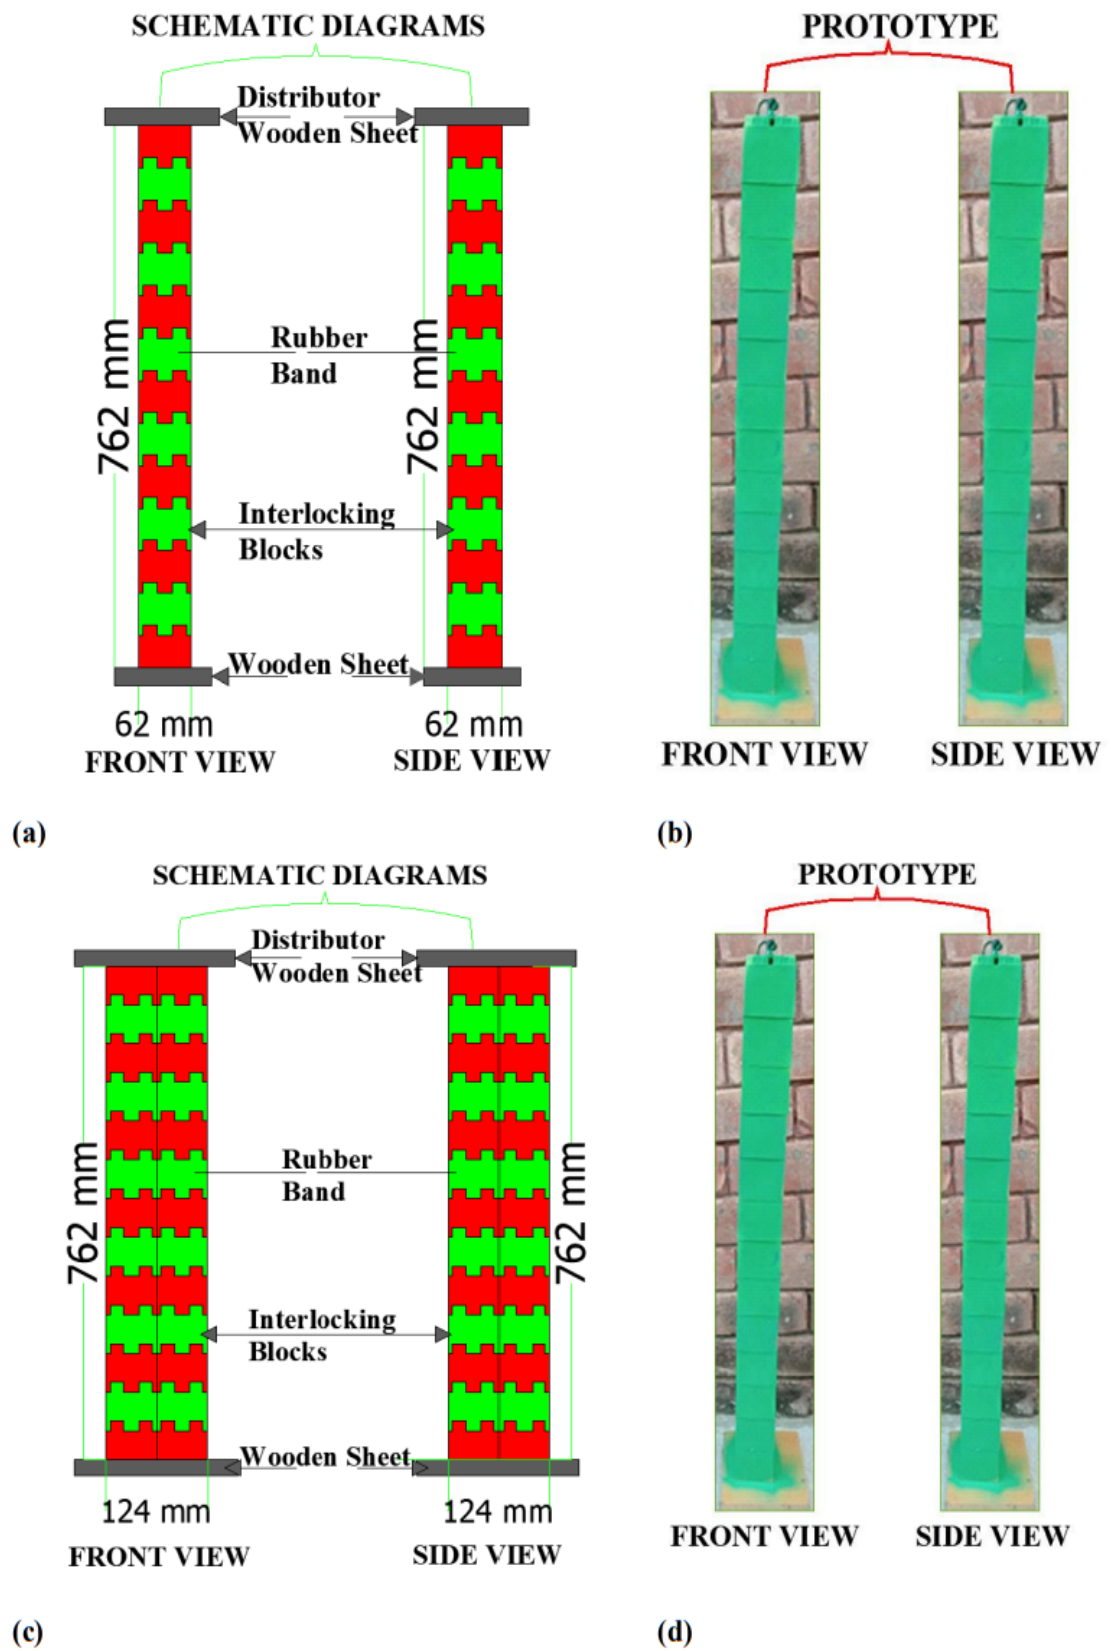 SCHEMATIC DIAGRAMS
PROTOTYPE
Distributor
Wooden Sheet
762 mm
762 mm
Rubber
Band
Interlocking
Blocks
Wooden Sheet
62 mm
62 mm
FRONT VIEW
SIDE VIEW
FRONT VIEW
SIDE VIEW
(a)
(b)
SCHEMATIC DIAGRAMS
PROTOTYPE
Distributor
Wooden Sheet
762 mm
762 mm
Rubber
Band
Interlocking
Blocks
Wooden Sheet
124 mm
124 mm
FRONT VIEW
SIDE VIEW
FRONT VIEW
SIDE VIEW
(c)
(d)